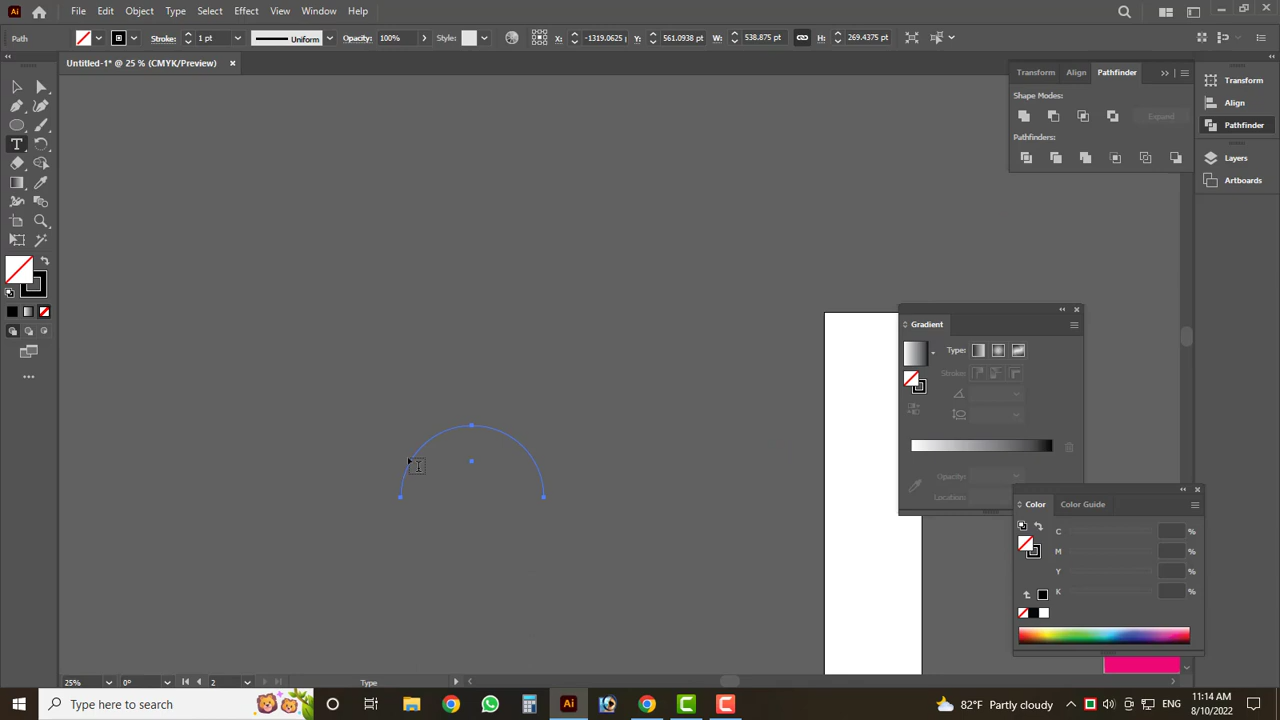 Ai File Edit Object Type Select Effect View Window Help
Path Stroke: 1 pt Uniform Opacity: 100% Style: X: -1319.0625 Y: 561.0938 pt W: 538.875 pt H: 269.4375 pt
Untitled-1* @ 25 % (CMYK/Preview)
Transform Align Pathfinder
Shape Modes:
Expand
Pathfinders:
Transform
Align
Pathfinder
Layers
Artboards
Gradient
Type:
Stroke:
Opacity:
Location:
Color Color Guide
C %
M %
Y %
K %
25% 0° 2 Type
Type here to search Ai 82°F Partly cloudy 11:14 AM
8/10/2022